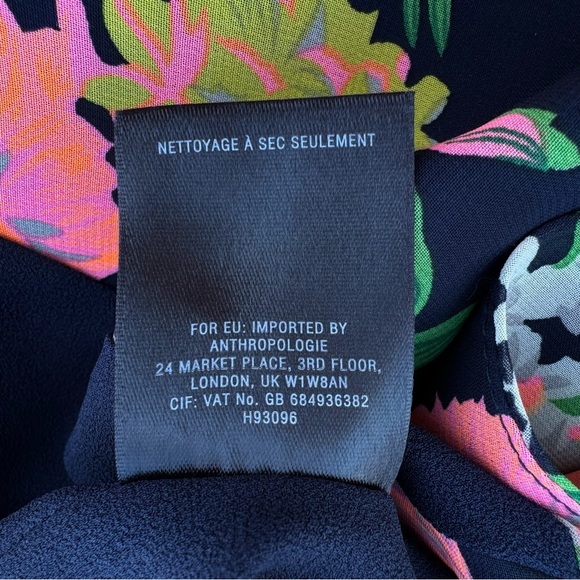 NETTOYAGE À SEC SEULEMENT
FOR EU: IMPORTED BY
ANTHROPOLOGIE
24 MARKET PLACE, 3RD FLOOR,
LONDON, UK W1W8AN
CIF: VAT No. GB 684936382
H93096